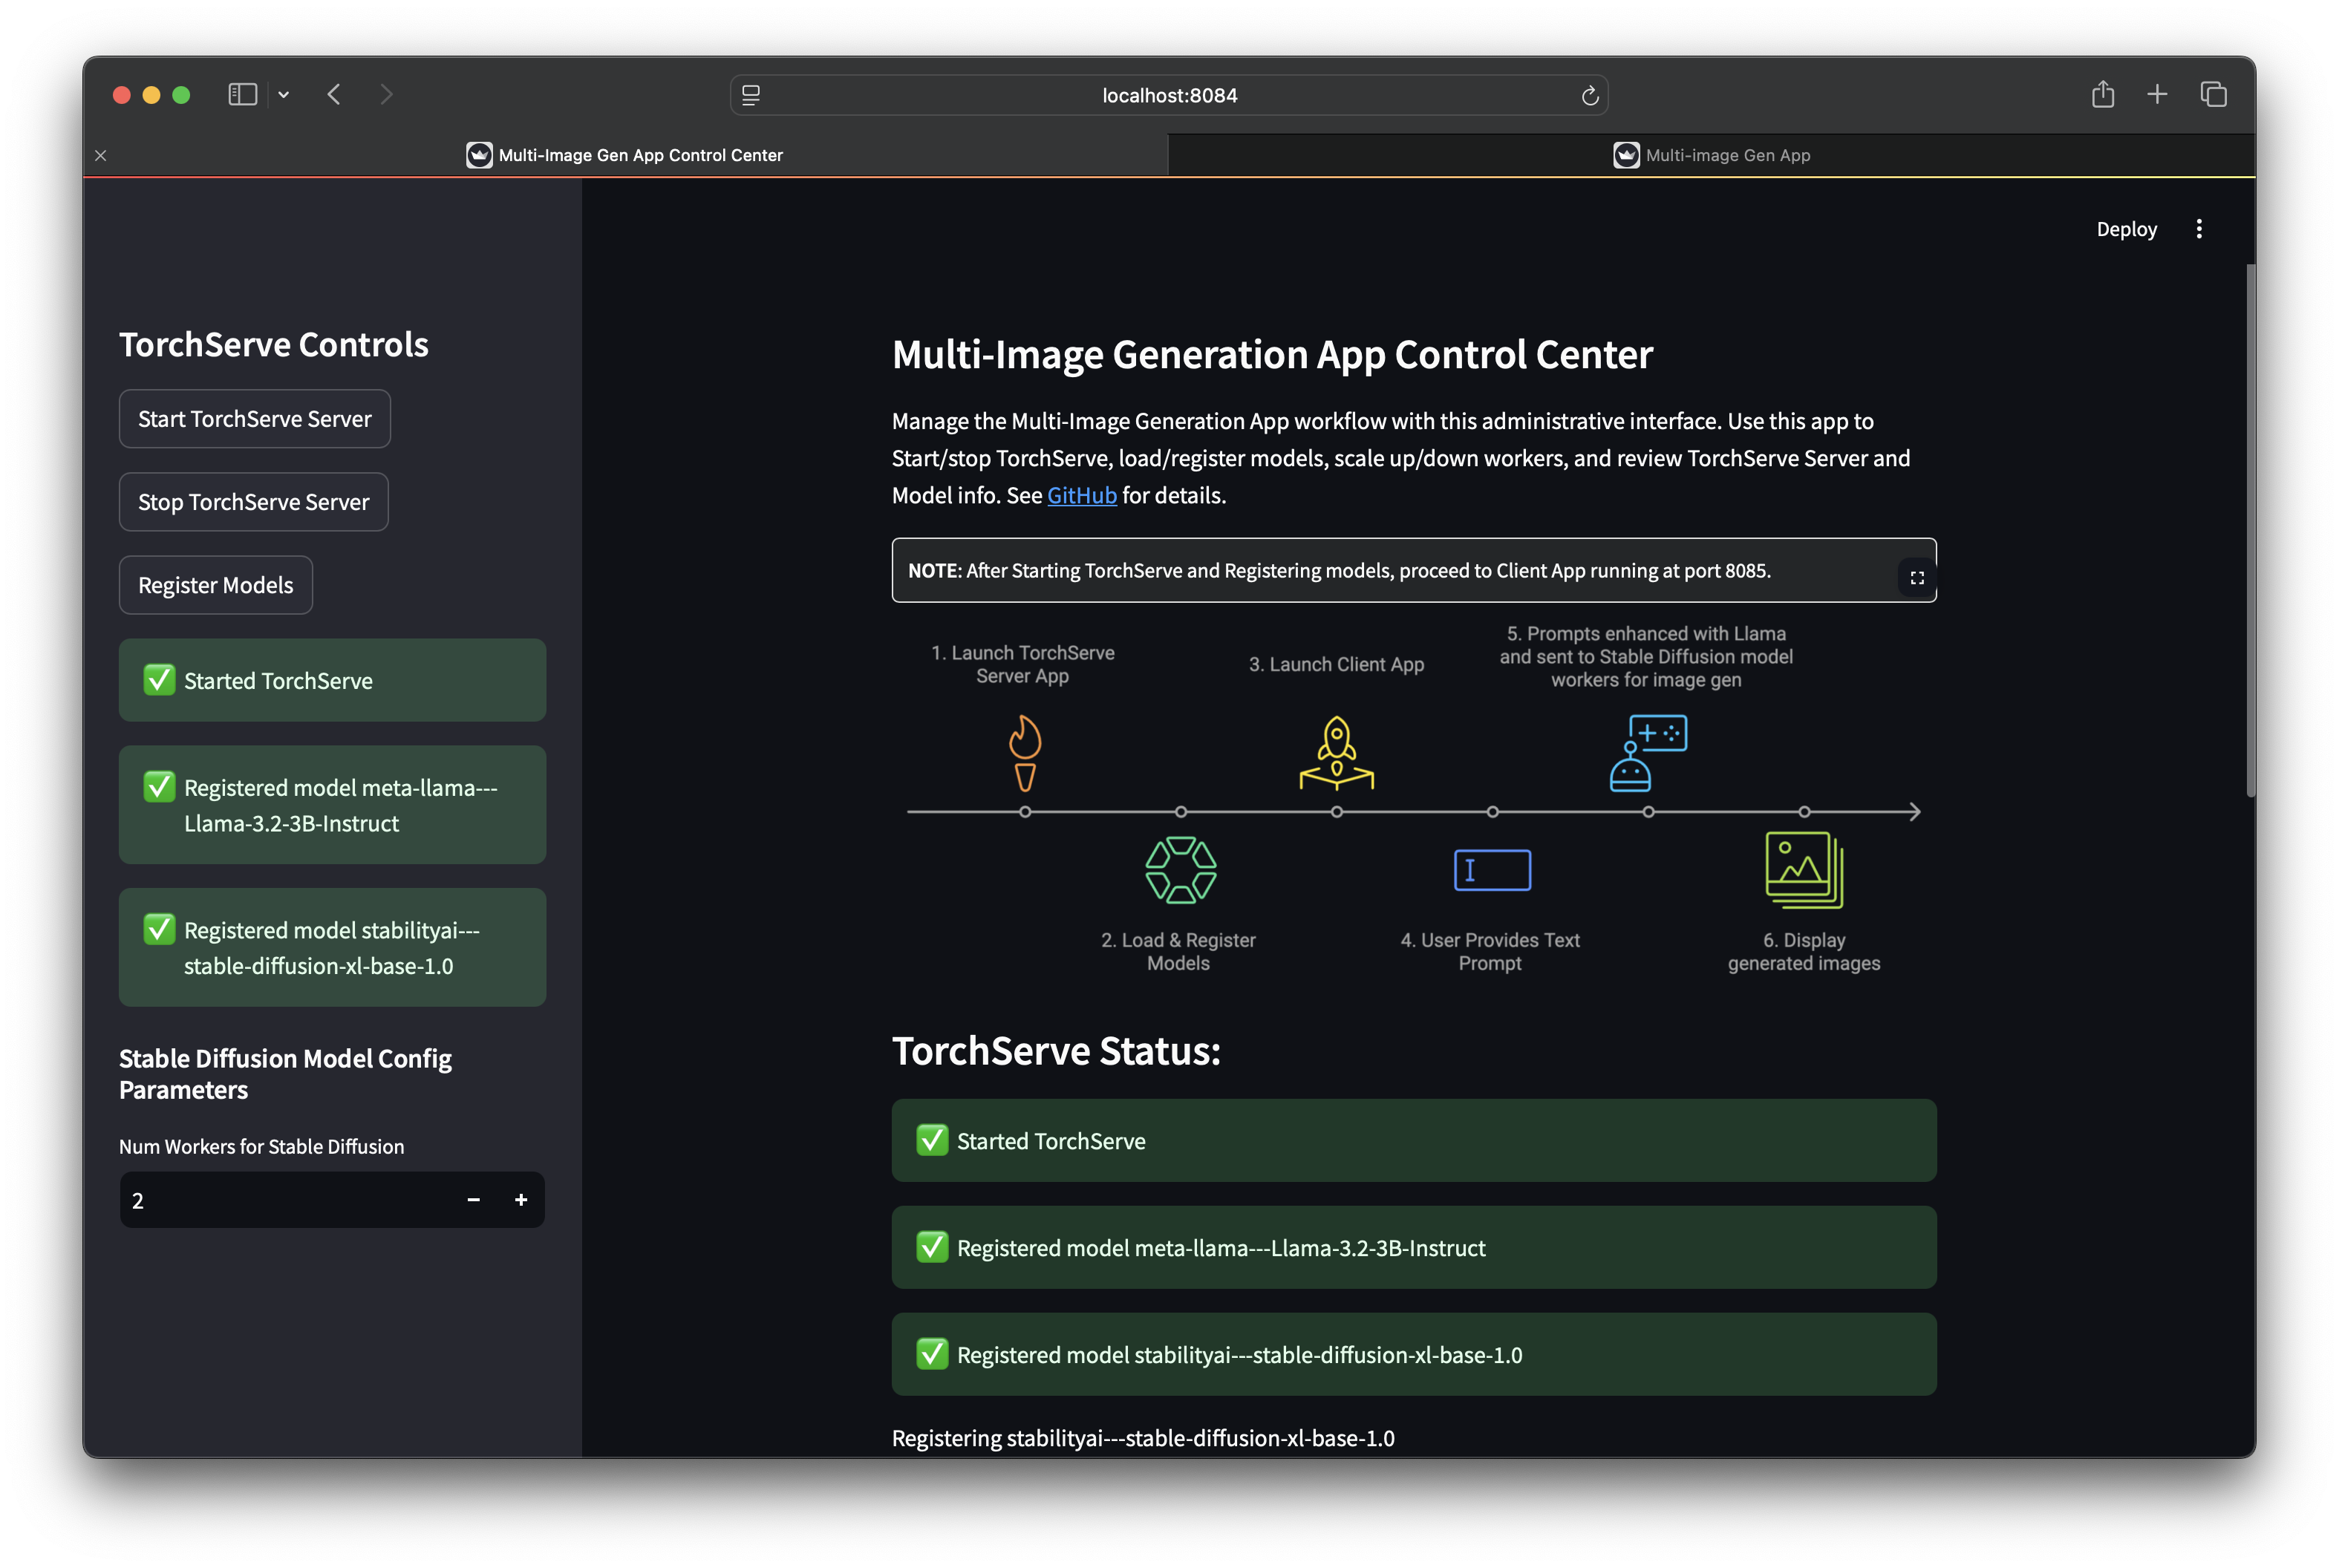 localhost:8084
Multi-Image Gen App Control Center
Multi-image Gen App
Deploy
TorchServe Controls
Start TorchServe Server
Stop TorchServe Server
Register Models
Started TorchServe
Registered model meta-llama---
Llama-3.2-3B-Instruct
Registered model stabilityai---
stable-diffusion-xl-base-1.0
Stable Diffusion Model Config
Parameters
Num Workers for Stable Diffusion
2
Multi-Image Generation App Control Center
Manage the Multi-Image Generation App workflow with this administrative interface. Use this app to
Start/stop TorchServe, load/register models, scale up/down workers, and review TorchServe Server and
Model info. See GitHub for details.
NOTE: After Starting TorchServe and Registering models, proceed to Client App running at port 8085.
1. Launch TorchServe
Server App
3. Launch Client App
5. Prompts enhanced with Llama
and sent to Stable Diffusion model
workers for image gen
2. Load & Register
Models
4. User Provides Text
Prompt
6. Display
generated images
TorchServe Status:
Started TorchServe
Registered model meta-llama---Llama-3.2-3B-Instruct
Registered model stabilityai---stable-diffusion-xl-base-1.0
Registering stabilityai---stable-diffusion-xl-base-1.0